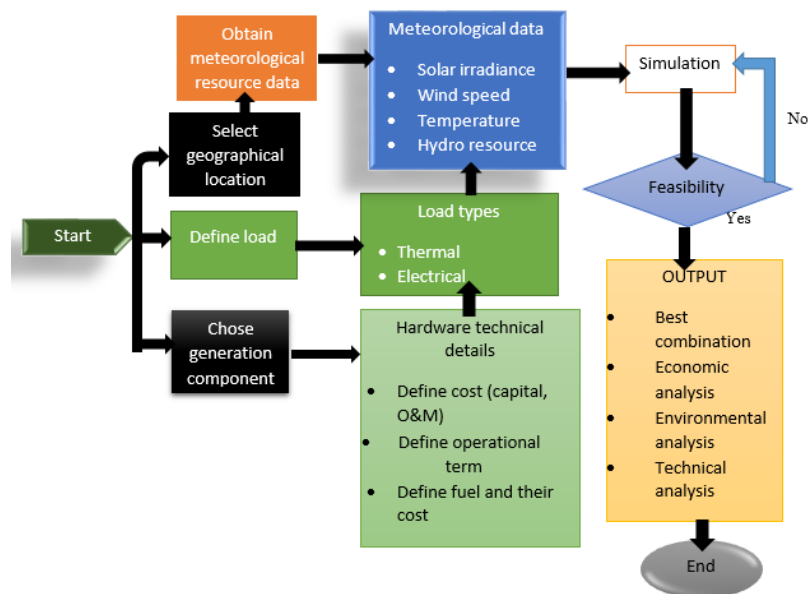 Obtain
meteorological
resource data
Meteorological data
• Solar irradiance
• Wind speed
• Temperature
• Hydro resource
Simulation
No
Select
geographical
location
Feasibility
Yes
Start
Define load
Load types
• Thermal
• Electrical
Chose
generation
component
Hardware technical
details
• Define cost (capital,
O&M)
• Define operational
term
• Define fuel and their
cost
OUTPUT
• Best
combination
• Economic
analysis
• Environmental
analysis
• Technical
analysis
End